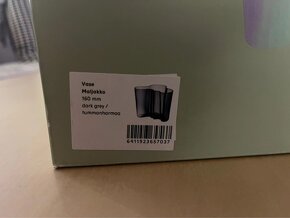 Vase
Maljakko
160 mm
dark grey /
tummanharmaa
6411923657037